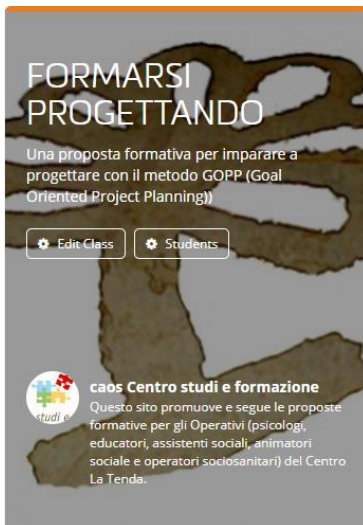 FORMARSI
PROGETTANDO
Una proposta formativa per imparare a
progettare con il metodo GOPP (Goal
Oriented Project Planning))
Edit Class
Students
caos Centro studi e formazione
studi e
Questo sito promuove e segue le proposte
formative per gli Operativi (psicologi,
educatori, assistenti sociali, animatori
sociale e operatori sociosanitari) del Centro
La Tenda.